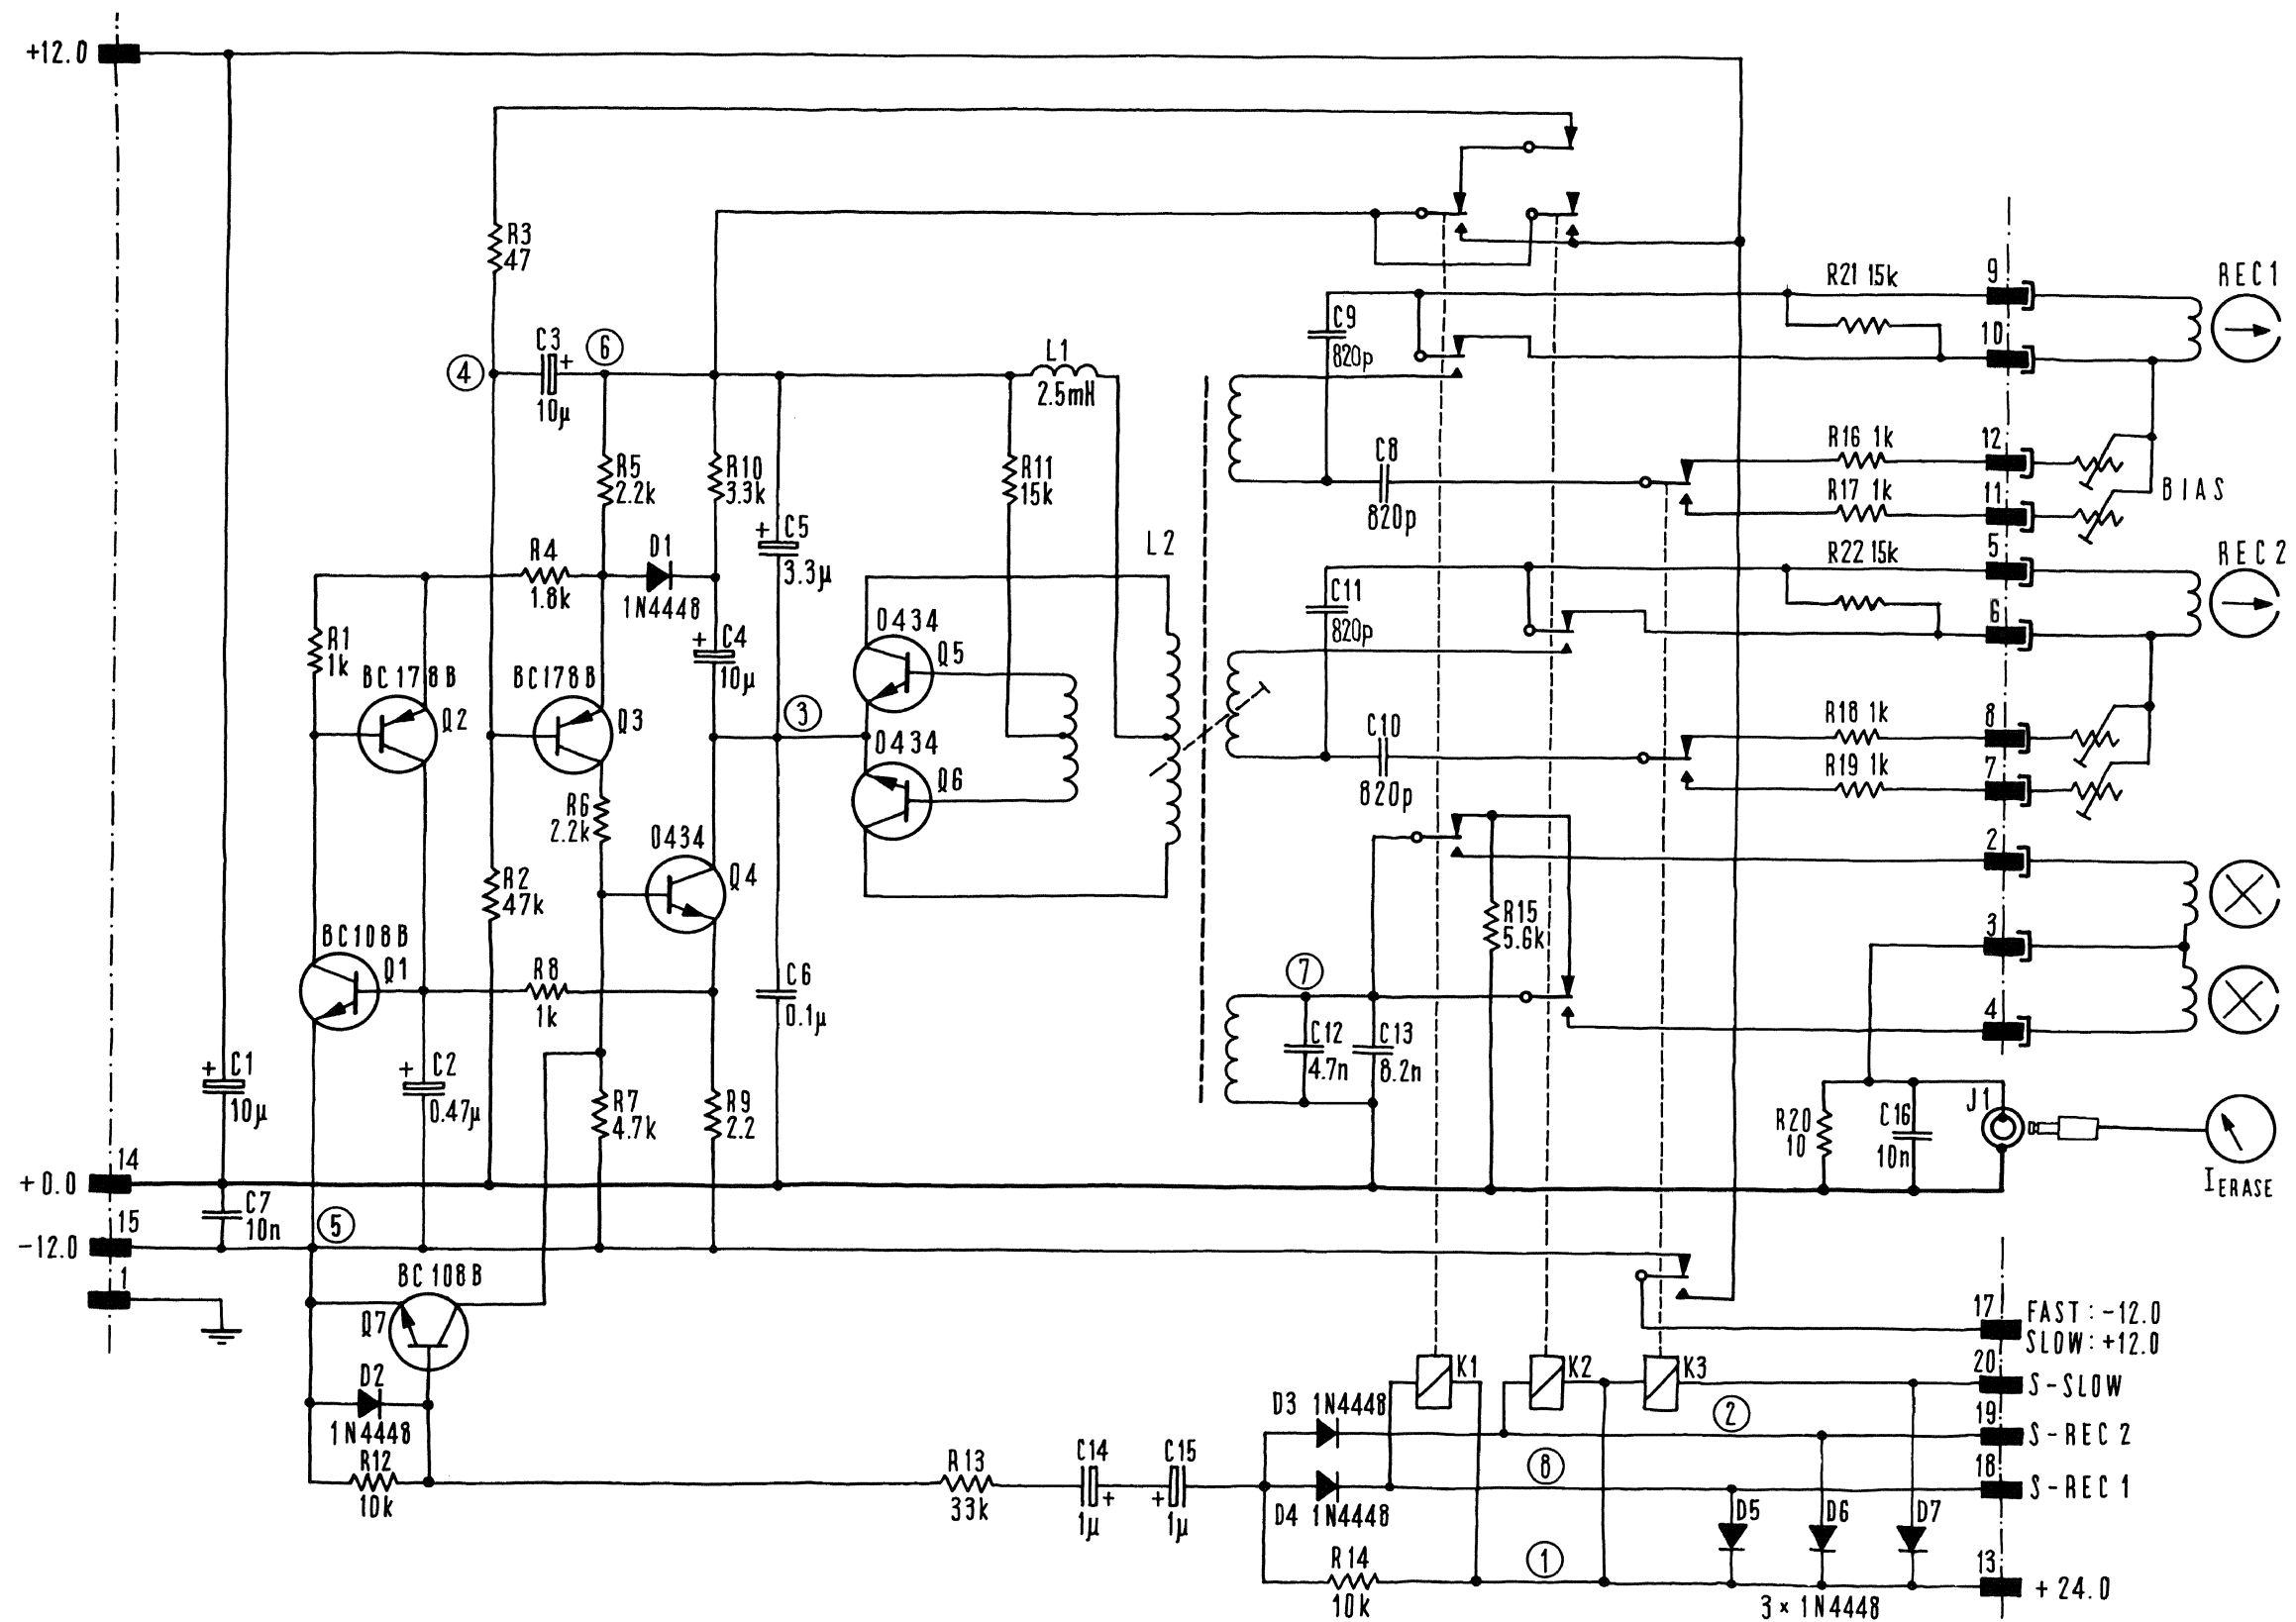 +12.0
R3
47
④
C3
+
10µ
⑥
L1
2.5mH
R5
2.2k
R10
3.3k
R11
15k
+
C5
3.3µ
R4
1.8k
D1
1N4448
R1
1k
BC178B
Q2
BC178B
Q3
+
C4
10µ
③
0434
Q5
0434
Q6
L2
R6
2.2k
0434
Q4
R2
47k
BC108B
Q1
R8
1k
C6
0.1µ
+
C1
10µ
+
C2
0.47µ
R7
4.7k
R9
2.2
+0.0
14
C7
10n
15
-12.0
⑤
1
BC108B
Q7
D2
1N4448
R12
10k
R13
33k
C14
+
1µ
C15
+
1µ
D3 1N4448
D4 1N4448
R14
10k
①
②
⑧
K1
K2
K3
C9
820p
C8
820p
C11
820p
C10
820p
⑦
C12
4.7n
C13
8.2n
R15
5.6k
R21 15k
9
10
REC1
R16 1k
12
R17 1k
11
BIAS
R22 15k
5
6
REC2
R18 1k
8
R19 1k
7
2
3
4
R20
10
C16
10n
J1
IERASE
17
FAST: -12.0
SLOW: +12.0
20
S-SLOW
19
S-REC 2
18
S-REC 1
D5
D6
D7
13
+24.0
3×1N4448